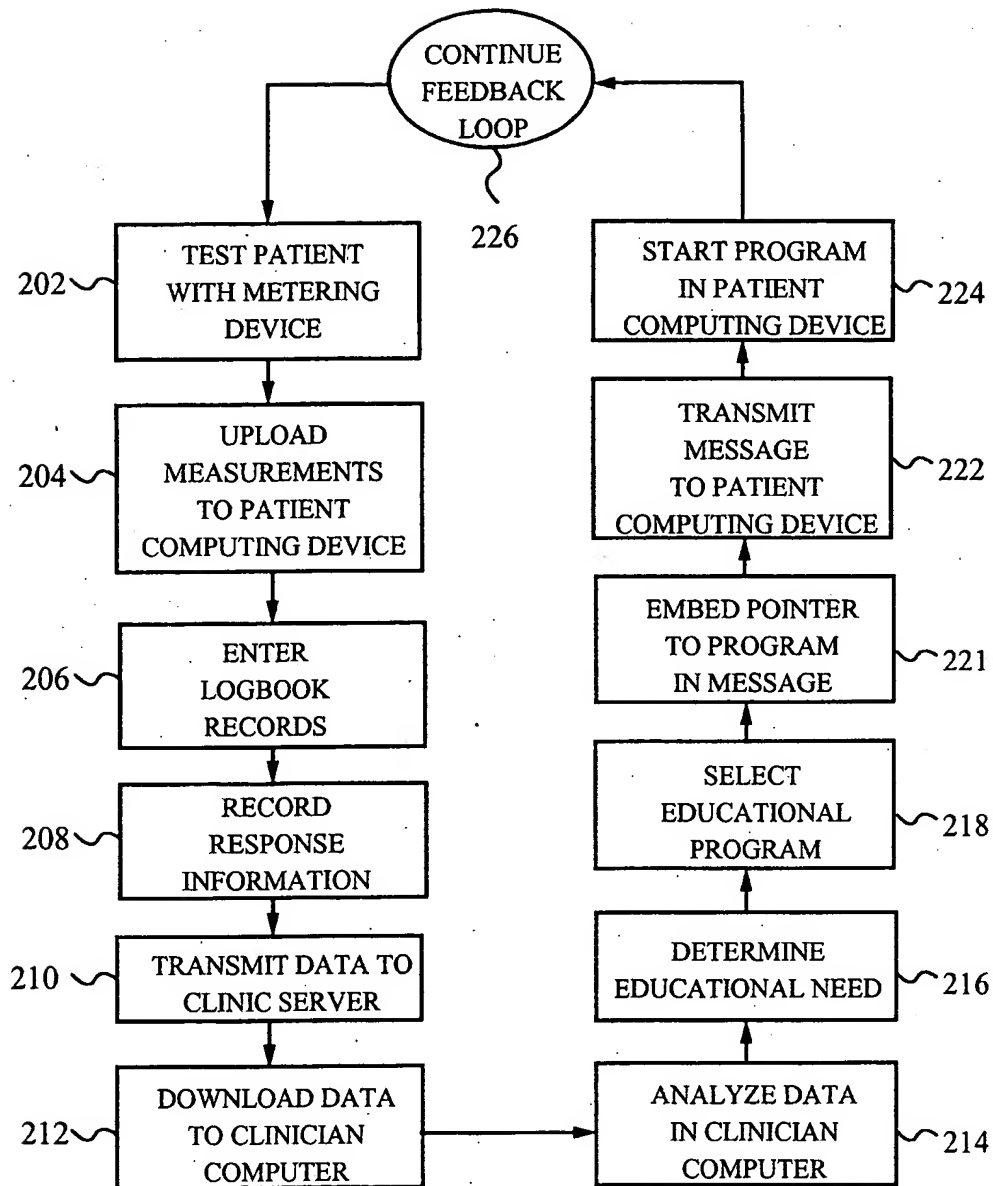 CONTINUE
FEEDBACK
LOOP
226
202
TEST PATIENT
WITH METERING
DEVICE
204
UPLOAD
MEASUREMENTS
TO PATIENT
COMPUTING DEVICE
206
ENTER
LOGBOOK
RECORDS
208
RECORD
RESPONSE
INFORMATION
210
TRANSMIT DATA TO
CLINIC SERVER
212
DOWNLOAD DATA
TO CLINICIAN
COMPUTER
ANALYZE DATA
IN CLINICIAN
COMPUTER
214
DETERMINE
EDUCATIONAL NEED
216
SELECT
EDUCATIONAL
PROGRAM
218
EMBED POINTER
TO PROGRAM
IN MESSAGE
221
TRANSMIT
MESSAGE
TO PATIENT
COMPUTING DEVICE
222
START PROGRAM
IN PATIENT
COMPUTING DEVICE
224